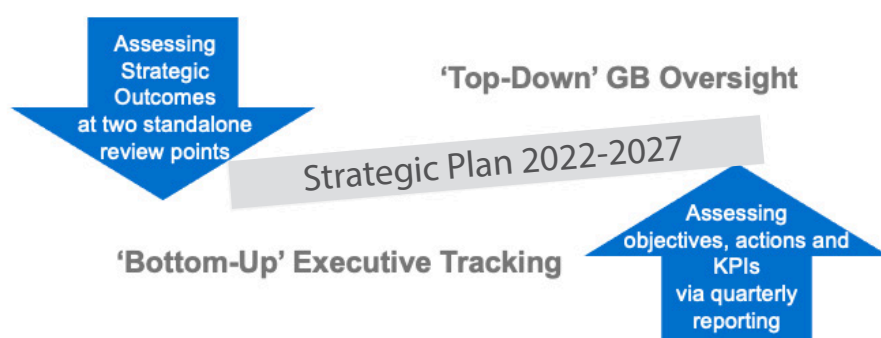 Assessing
Strategic
Outcomes
at two standalone
review points
‘Top-Down’ GB Oversight
Strategic Plan 2022-2027
‘Bottom-Up’ Executive Tracking
Assessing
objectives, actions and
KPIs
via quarterly
reporting